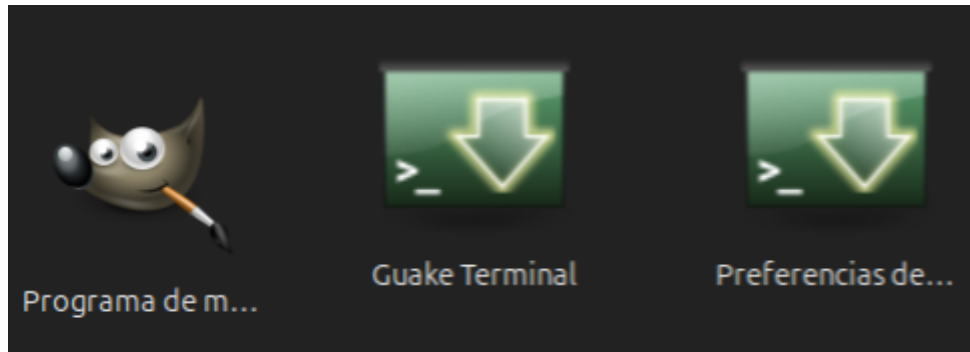 >_
>_
Programa de m...
Guake Terminal
Preferencias de...